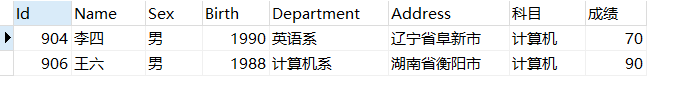 Id Name Sex Birth Department Address 科目 成绩
904 李四 男 1990 英语系 辽宁省阜新市 计算机 70
906 王六 男 1988 计算机系 湖南省衡阳市 计算机 90